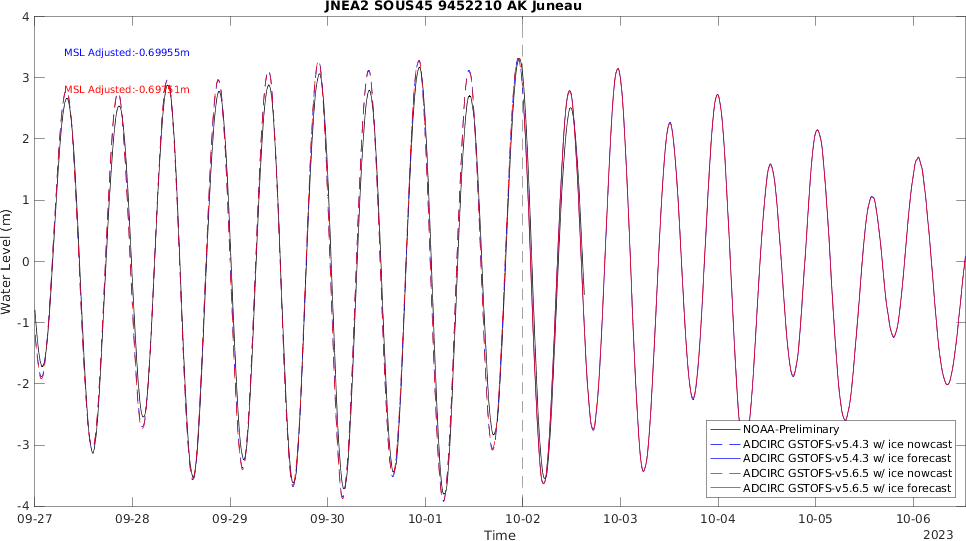 JNEA2 SOUS45 9452210 AK Juneau
MSL Adjusted:-0.69955m
MSL Adjusted:-0.69751m
4
3
2
1
0
-1
-2
-3
-4
Water Level (m)
NOAA-Preliminary
ADCIRC GSTOFS-v5.4.3 w/ ice nowcast
ADCIRC GSTOFS-v5.4.3 w/ ice forecast
ADCIRC GSTOFS-v5.6.5 w/ ice nowcast
ADCIRC GSTOFS-v5.6.5 w/ ice forecast
09-27 09-28 09-29 09-30 10-01 10-02 10-03 10-04 10-05 10-06
Time
2023